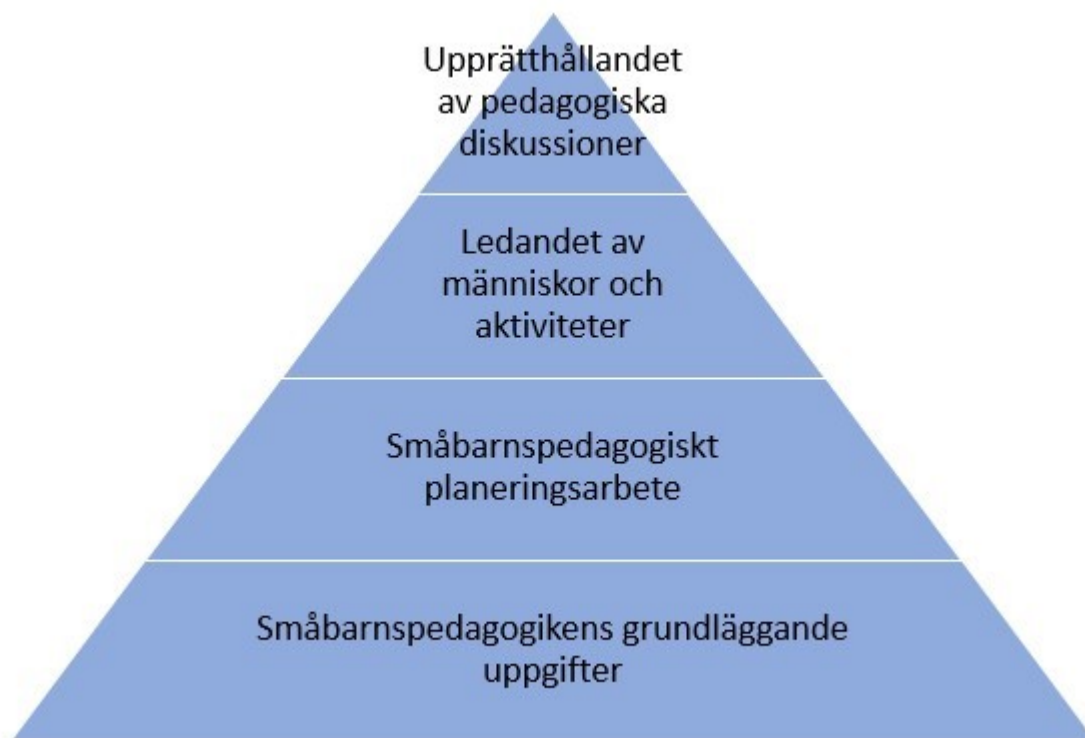 Upprätthållandet
av pedagogiska
diskussioner
Ledandet av
människor och
aktiviteter
Småbarnspedagogiskt
planeringsarbete
Småbarnspedagogikens grundläggande
uppgifter